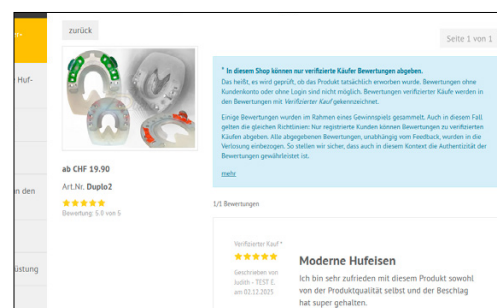 zurück
Seite 1 von 1
Huf-
n den
üstung
ab CHF 19.90
Art.Nr. Duplo2
Bewertung: 5.0 von 5
* In diesem Shop können nur verifizierte Käufer Bewertungen abgeben.
Das heißt, es wird geprüft, ob das Produkt tatsächlich erworben wurde. Bewertungen ohne
Kundenkonto oder ohne Login sind nicht möglich. Bewertungen verifizierter Käufe werden in
den Bewertungen mit Verifizierter Kauf gekennzeichnet.
Einige Bewertungen wurden im Rahmen eines Gewinnspiels gesammelt. Auch in diesem Fall
gelten die gleichen Richtlinien: Nur registrierte Kunden können Bewertungen zu verifizierten
Käufen abgeben. Alle abgegebenen Bewertungen, unabhängig vom Feedback, wurden in die
Verlosung einbezogen. So stellen wir sicher, dass auch in diesem Kontext die Authentizität der
Bewertungen gewährleistet ist.
mehr
1/1 Bewertungen
Verifizierter Kauf *
Geschrieben von
Judith - TEST E,
am 02.12.2025
Moderne Hufeisen
Ich bin sehr zufrieden mit diesem Produkt sowohl
von der Produktqualität selbst und der Beschlag
hat super gehalten.